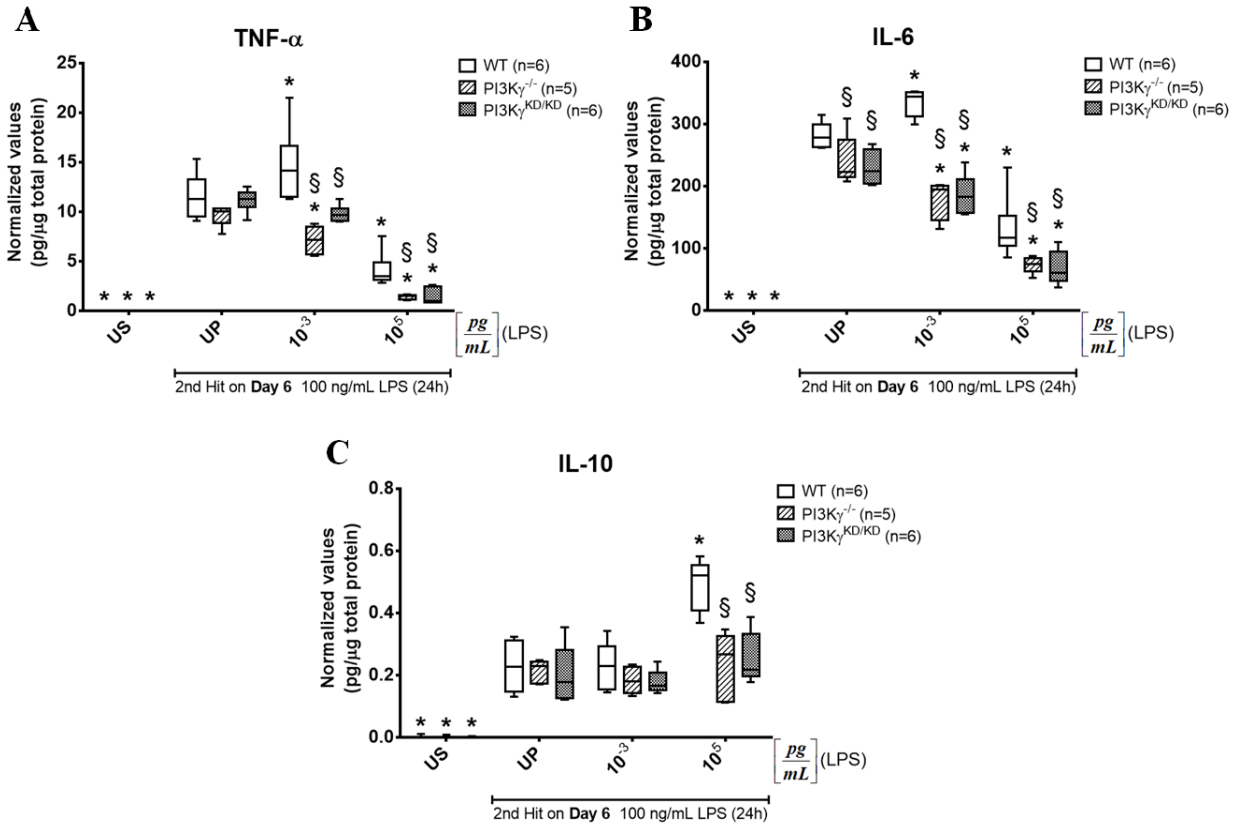 A
TNF-α
Normalized values
(pg/μg total protein)
25
20
15
10
5
0
* * *
*
§
*
§
*
§
*
§
*
US
UP
10⁻³
10⁵
[pg/mL] (LPS)
2nd Hit on Day 6 100 ng/mL LPS (24h)
WT (n=6)
PI3Kγ⁻/⁻ (n=5)
PI3Kγᴷᴰ/ᴷᴰ (n=6)
B
IL-6
Normalized values
(pg/μg total protein)
400
300
200
100
0
* * *
§
§
*
§
*
§
*
*
§
*
§
*
US
UP
10⁻³
10⁵
[pg/mL] (LPS)
2nd Hit on Day 6 100 ng/mL LPS (24h)
WT (n=6)
PI3Kγ⁻/⁻ (n=5)
PI3Kγᴷᴰ/ᴷᴰ (n=6)
C
IL-10
Normalized values
(pg/μg total protein)
0.8
0.6
0.4
0.2
0.0
* * *
*
§
§
US
UP
10⁻³
10⁵
[pg/mL] (LPS)
2nd Hit on Day 6 100 ng/mL LPS (24h)
WT (n=6)
PI3Kγ⁻/⁻ (n=5)
PI3Kγᴷᴰ/ᴷᴰ (n=6)